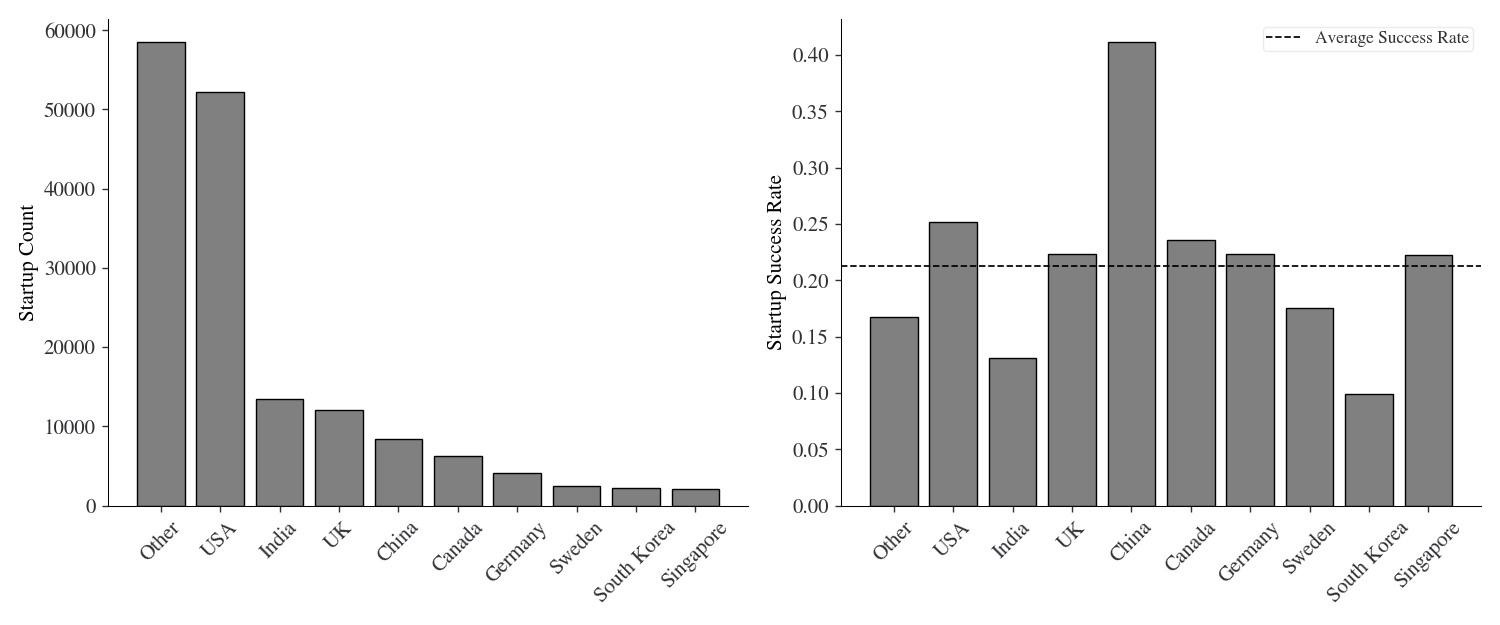 Startup Count
60000
50000
40000
30000
20000
10000
0
Other
USA
India
UK
China
Canada
Germany
Sweden
South Korea
Singapore
Startup Success Rate
0.40
0.35
0.30
0.25
0.20
0.15
0.10
0.05
0.00
Average Success Rate
Other
USA
India
UK
China
Canada
Germany
Sweden
South Korea
Singapore